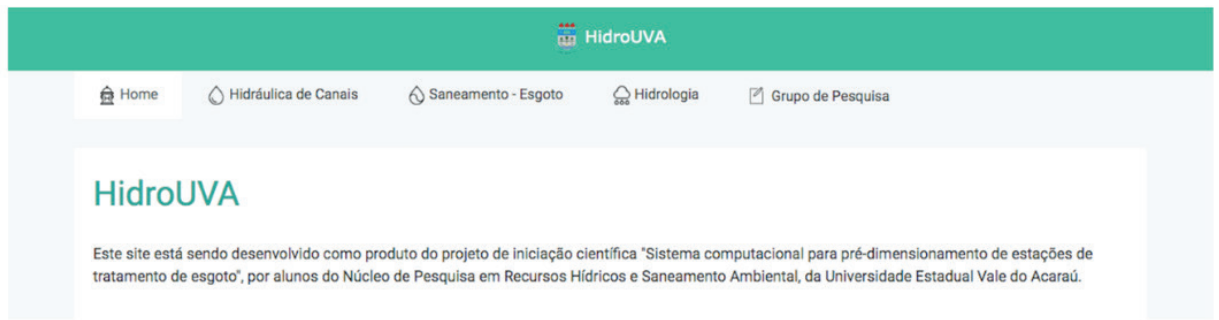 HidroUVA
Home
Hidráulica de Canais
Saneamento - Esgoto
Hidrologia
Grupo de Pesquisa
HidroUVA
Este site está sendo desenvolvido como produto do projeto de iniciação científica "Sistema computacional para pré-dimensionamento de estações de
tratamento de esgoto", por alunos do Núcleo de Pesquisa em Recursos Hídricos e Saneamento Ambiental, da Universidade Estadual Vale do Acaraú.